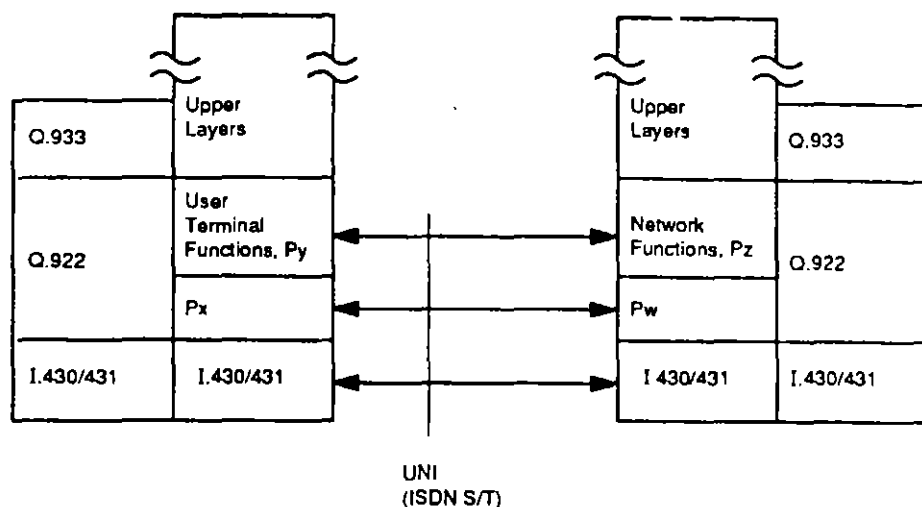 Upper
Layers
Q.933
User
Terminal
Functions, Py
Q.922
Px
I.430/431
I.430/431
Upper
Layers
Q.933
Network
Functions, Pz
Q.922
Pw
I 430/431
I.430/431
UNI
(ISDN S/T)